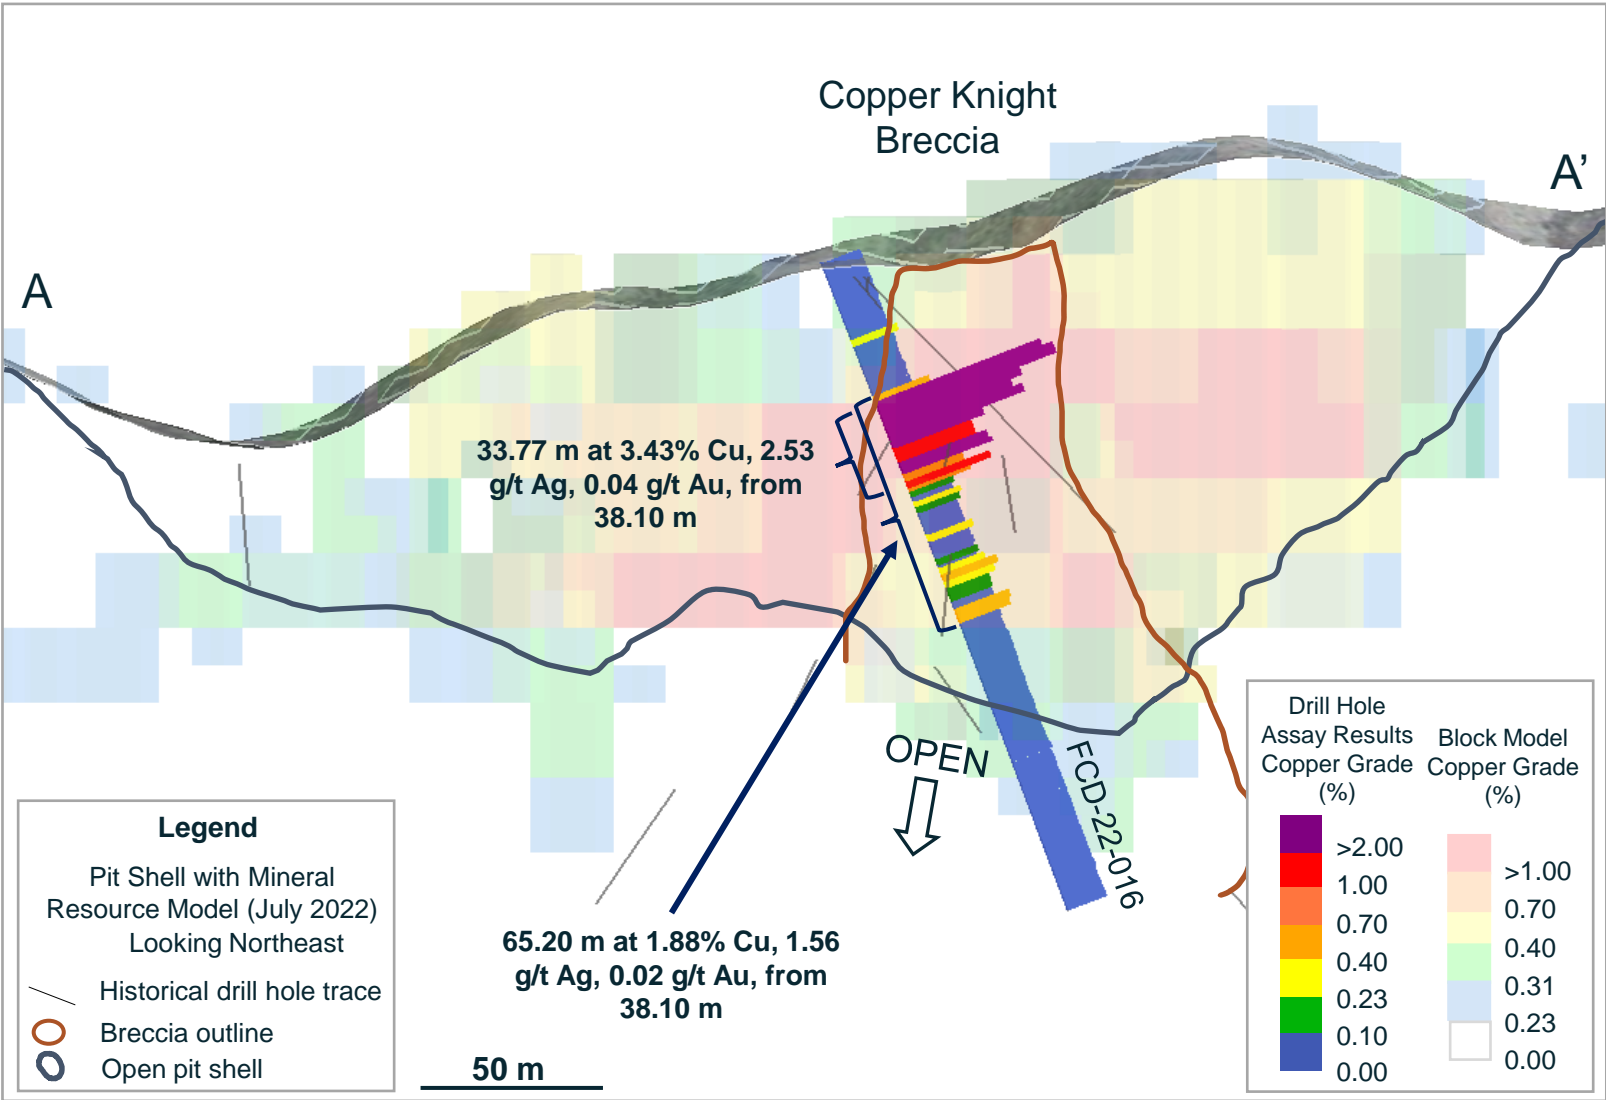 Copper Knight
Breccia
A
A’
33.77 m at 3.43% Cu, 2.53
g/t Ag, 0.04 g/t Au, from
38.10 m
OPEN
FCD-22-016
65.20 m at 1.88% Cu, 1.56
g/t Ag, 0.02 g/t Au, from
38.10 m
50 m
Legend
Pit Shell with Mineral
Resource Model (July 2022)
Looking Northeast
Historical drill hole trace
Breccia outline
Open pit shell
Drill Hole
Assay Results
Copper Grade
(%)
>2.00
1.00
0.70
0.40
0.23
0.10
0.00
Block Model
Copper Grade
(%)
>1.00
0.70
0.40
0.31
0.23
0.00